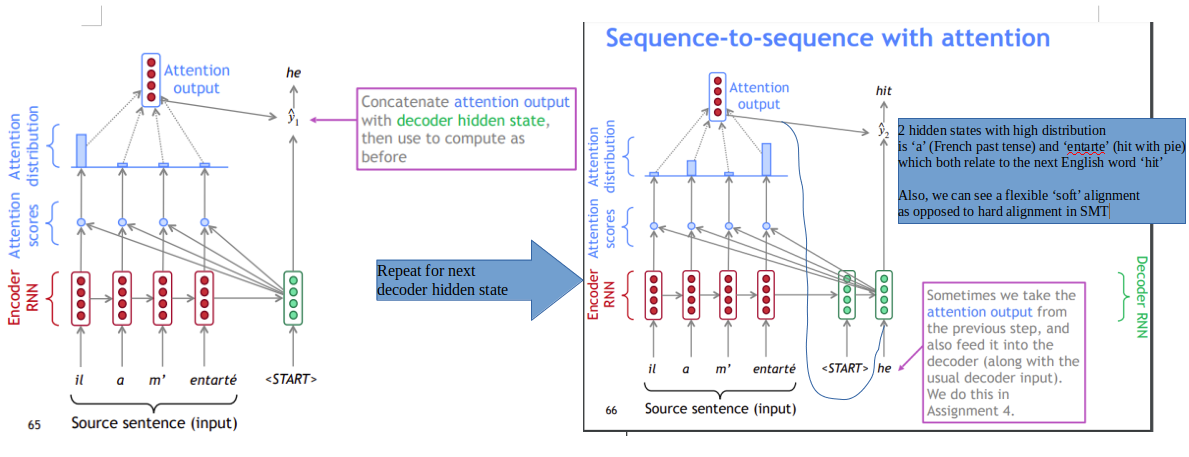 Attention
output
he
ŷ1
Concatenate attention output
with decoder hidden state,
then use to compute as
before
Attention
distribution
Attention
scores
Encoder
RNN
il a m’ entarté <START>
Source sentence (input)
65
Repeat for next
decoder hidden state
Sequence-to-sequence with attention
Attention
output
hit
ŷ2
2 hidden states with high distribution
is ‘a’ (French past tense) and ‘entarte’ (hit with pie)
which both relate to the next English word ‘hit’
Also, we can see a flexible ‘soft’ alignment
as opposed to hard alignment in SMT
Attention
distribution
Attention
scores
Encoder
RNN
Decoder RNN
Sometimes we take the
attention output from
the previous step, and
also feed it into the
decoder (along with the
usual decoder input).
We do this in
Assignment 4.
il a m’ entarté <START> he
Source sentence (input)
66